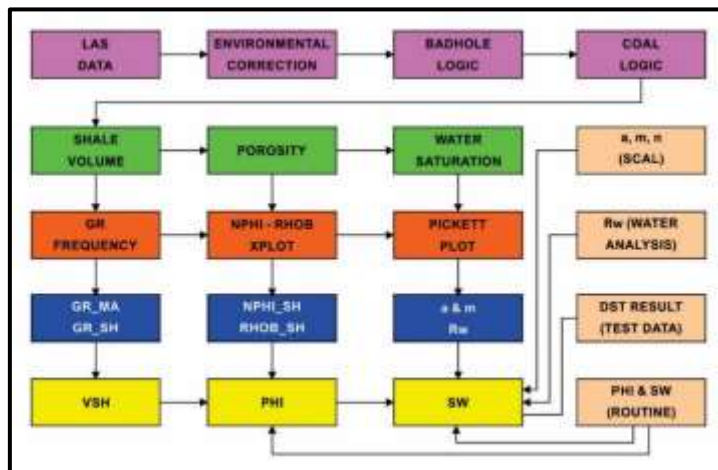 LAS
DATA
ENVIRONMENTAL
CORRECTION
BADHOLE
LOGIC
COAL
LOGIC
SHALE
VOLUME
POROSITY
WATER
SATURATION
a, m, n
(SCAL)
GR
FREQUENCY
NPHI - RHOB
XPLOT
PICKETT
PLOT
Rw (WATER
ANALYSIS)
GR_MA
GR_SH
NPHI_SH
RHOB_SH
a & m
Rw
DST RESULT
(TEST DATA)
VSH
PHI
SW
PHI & SW
(ROUTINE)